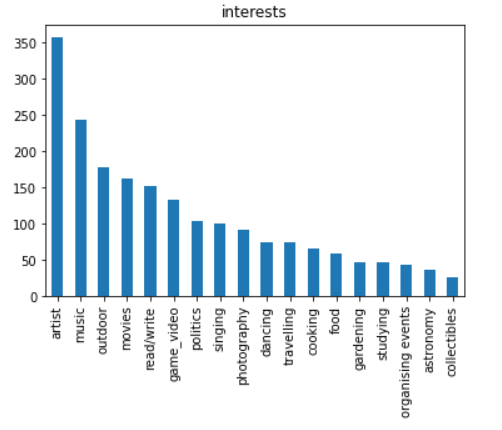 interests
350
300
250
200
150
100
50
0
artist
music
outdoor
movies
read/write
game_video
politics
singing
photography
dancing
travelling
cooking
food
gardening
studying
organising events
astronomy
collectibles